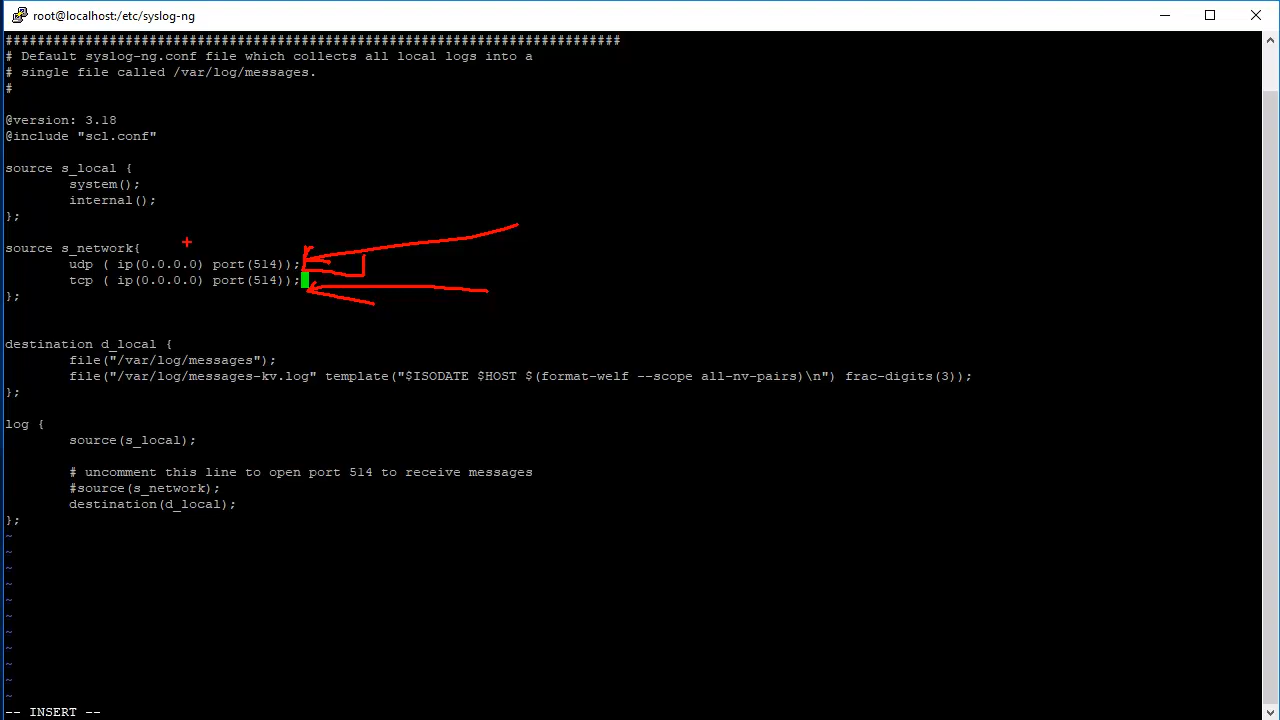 root@localhost:/etc/syslog-ng
#############################################################################
# Default syslog-ng.conf file which collects all local logs into a
# single file called /var/log/messages.
#
@version: 3.18
@include "scl.conf"
source s_local {
system();
internal();
};
source s_network{
udp ( ip(0.0.0.0) port(514));
tcp ( ip(0.0.0.0) port(514));
};
destination d_local {
file("/var/log/messages");
file("/var/log/messages-kv.log" template("$ISODATE $HOST $(format-welf --scope all-nv-pairs)\n") frac-digits(3));
};
log {
source(s_local);
# uncomment this line to open port 514 to receive messages
#source(s_network);
destination(d_local);
};
~
~
~
~
~
~
~
~
~
~
~
-- INSERT --